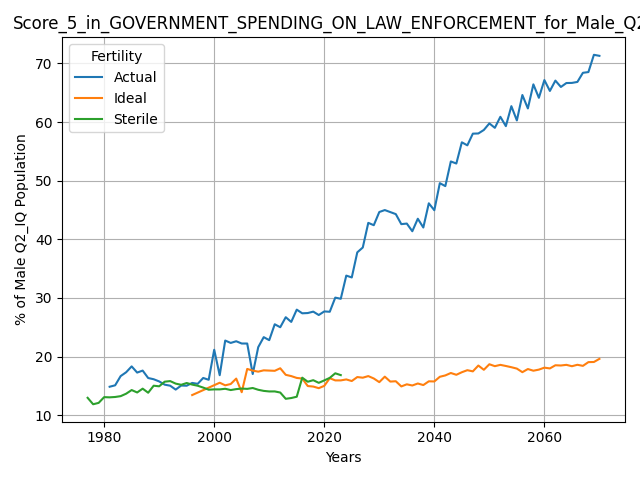 Score_5_in_GOVERNMENT_SPENDING_ON_LAW_ENFORCEMENT_for_Male_Q2
Fertility
Actual
Ideal
Sterile
% of Male Q2_IQ Population
70
60
50
40
30
20
10
1980 2000 2020 2040 2060
Years